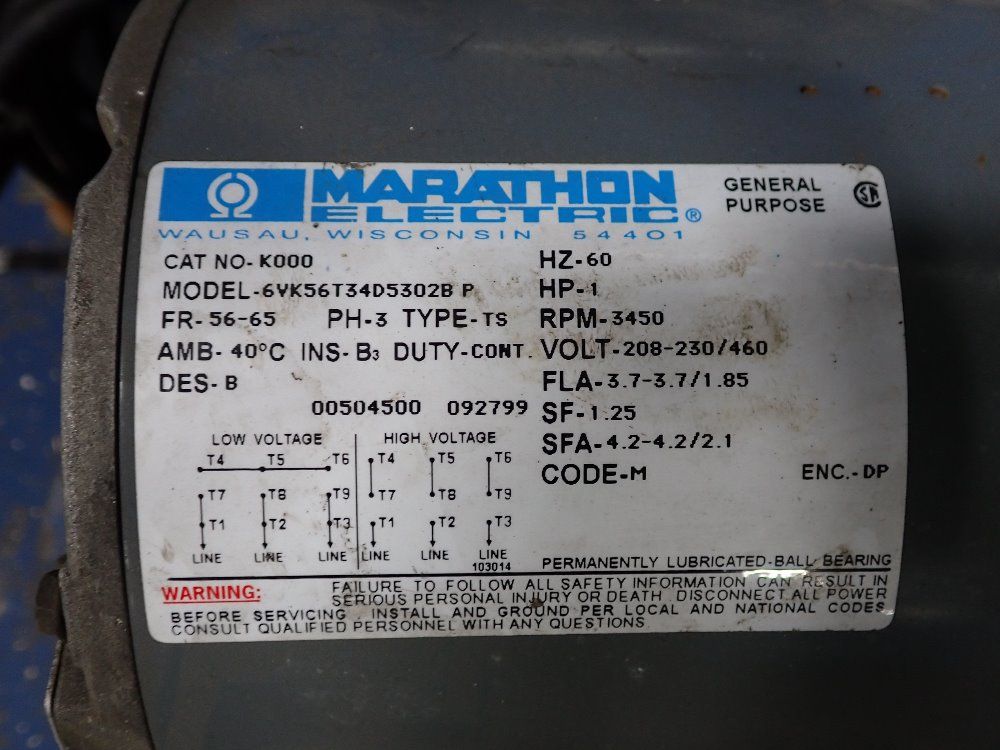 MARATHON
ELECTRIC®
WAUSAU, WISCONSIN 54401
GENERAL
PURPOSE
SA
CAT NO- K000
MODEL-6VK56T34D5302B P
FR- 56-65 PH-3 TYPE-TS
AMB- 40°C INS- B3 DUTY-CONT.
DES- B
00504500 092799
HZ-60
HP-1
RPM-3450
VOLT-208-230/460
FLA-3.7-3.7/1.85
SF-1.25
SFA-4.2-4.2/2.1
CODE-M ENC.-DP
LOW VOLTAGE
T4 T5 T6
T7 T8 T9
T1 T2 T3
LINE LINE LINE
HIGH VOLTAGE
T4 T5 T6
T7 T8 T9
T1 T2 T3
LINE LINE LINE
103014
PERMANENTLY LUBRICATED-BALL BEARING
WARNING: FAILURE TO FOLLOW ALL SAFETY INFORMATION CAN RESULT IN
SERIOUS PERSONAL INJURY OR DEATH. DISCONNECT ALL POWER
BEFORE SERVICING. INSTALL AND GROUND PER LOCAL AND NATIONAL CODES
CONSULT QUALIFIED PERSONNEL WITH ANY QUESTIONS.